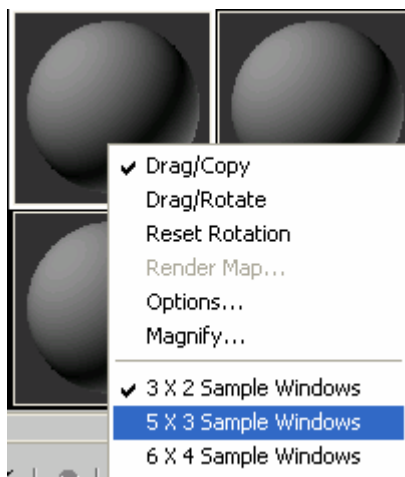 Drag/Copy
Drag/Rotate
Reset Rotation
Render Map...
Options...
Magnify...
3 X 2 Sample Windows
5 X 3 Sample Windows
6 X 4 Sample Windows